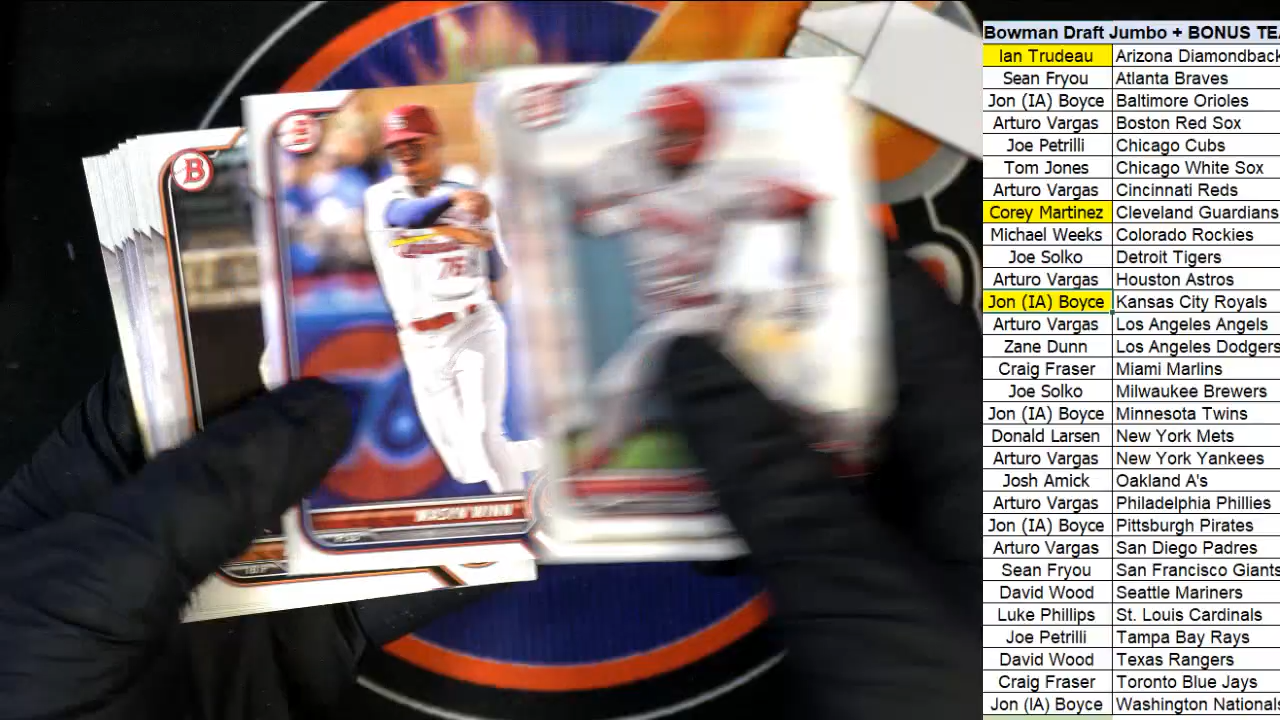 Bowman Draft Jumbo + BONUS TEA
Ian Trudeau Arizona Diamondback
Sean Fryou Atlanta Braves
Jon (IA) Boyce Baltimore Orioles
Arturo Vargas Boston Red Sox
Joe Petrilli Chicago Cubs
Tom Jones Chicago White Sox
Arturo Vargas Cincinnati Reds
Corey Martinez Cleveland Guardians
Michael Weeks Colorado Rockies
Joe Solko Detroit Tigers
Arturo Vargas Houston Astros
Jon (IA) Boyce Kansas City Royals
Arturo Vargas Los Angeles Angels
Zane Dunn Los Angeles Dodgers
Craig Fraser Miami Marlins
Joe Solko Milwaukee Brewers
Jon (IA) Boyce Minnesota Twins
Donald Larsen New York Mets
Arturo Vargas New York Yankees
Josh Amick Oakland A's
Arturo Vargas Philadelphia Phillies
Jon (IA) Boyce Pittsburgh Pirates
Arturo Vargas San Diego Padres
Sean Fryou San Francisco Giants
David Wood Seattle Mariners
Luke Phillips St. Louis Cardinals
Joe Petrilli Tampa Bay Rays
David Wood Texas Rangers
Craig Fraser Toronto Blue Jays
Jon (IA) Boyce Washington Nationals
B
MASYN WINN